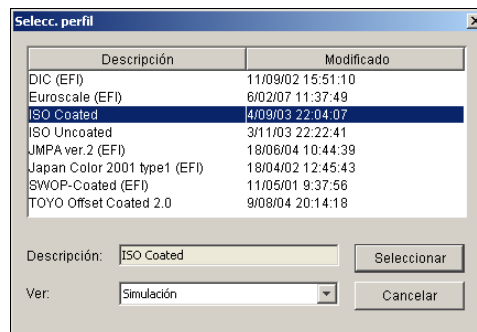 Selecc. perfil
Descripción Modificado
DIC (EFI) 11/09/02 15:51:10
Euroscale (EFI) 6/02/07 11:37:49
ISO Coated 4/09/03 22:04:07
ISO Uncoated 3/11/03 22:22:41
JMPA ver.2 (EFI) 18/06/04 10:44:39
Japan Color 2001 type1 (EFI) 18/04/02 12:45:43
SWOP-Coated (EFI) 11/05/01 9:37:56
TOYO Offset Coated 2.0 9/08/04 20:14:18
Descripción: ISO Coated Seleccionar
Ver: Simulación Cancelar